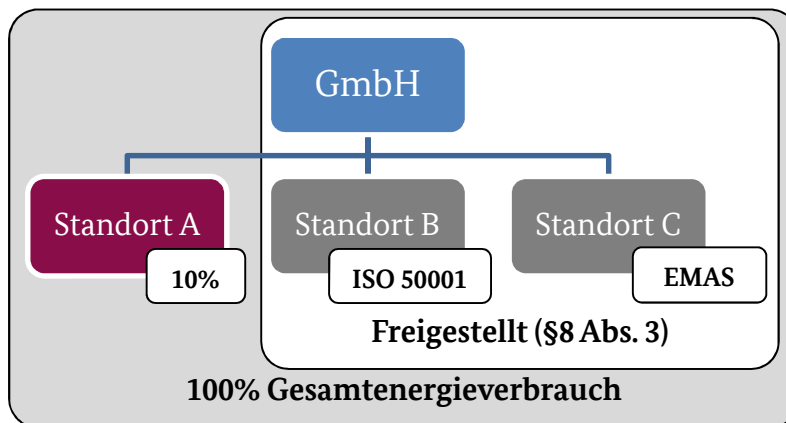 GmbH
Standort A
10%
Standort B
ISO 50001
Standort C
EMAS
Freigestellt (§8 Abs. 3)
100% Gesamtenergieverbrauch